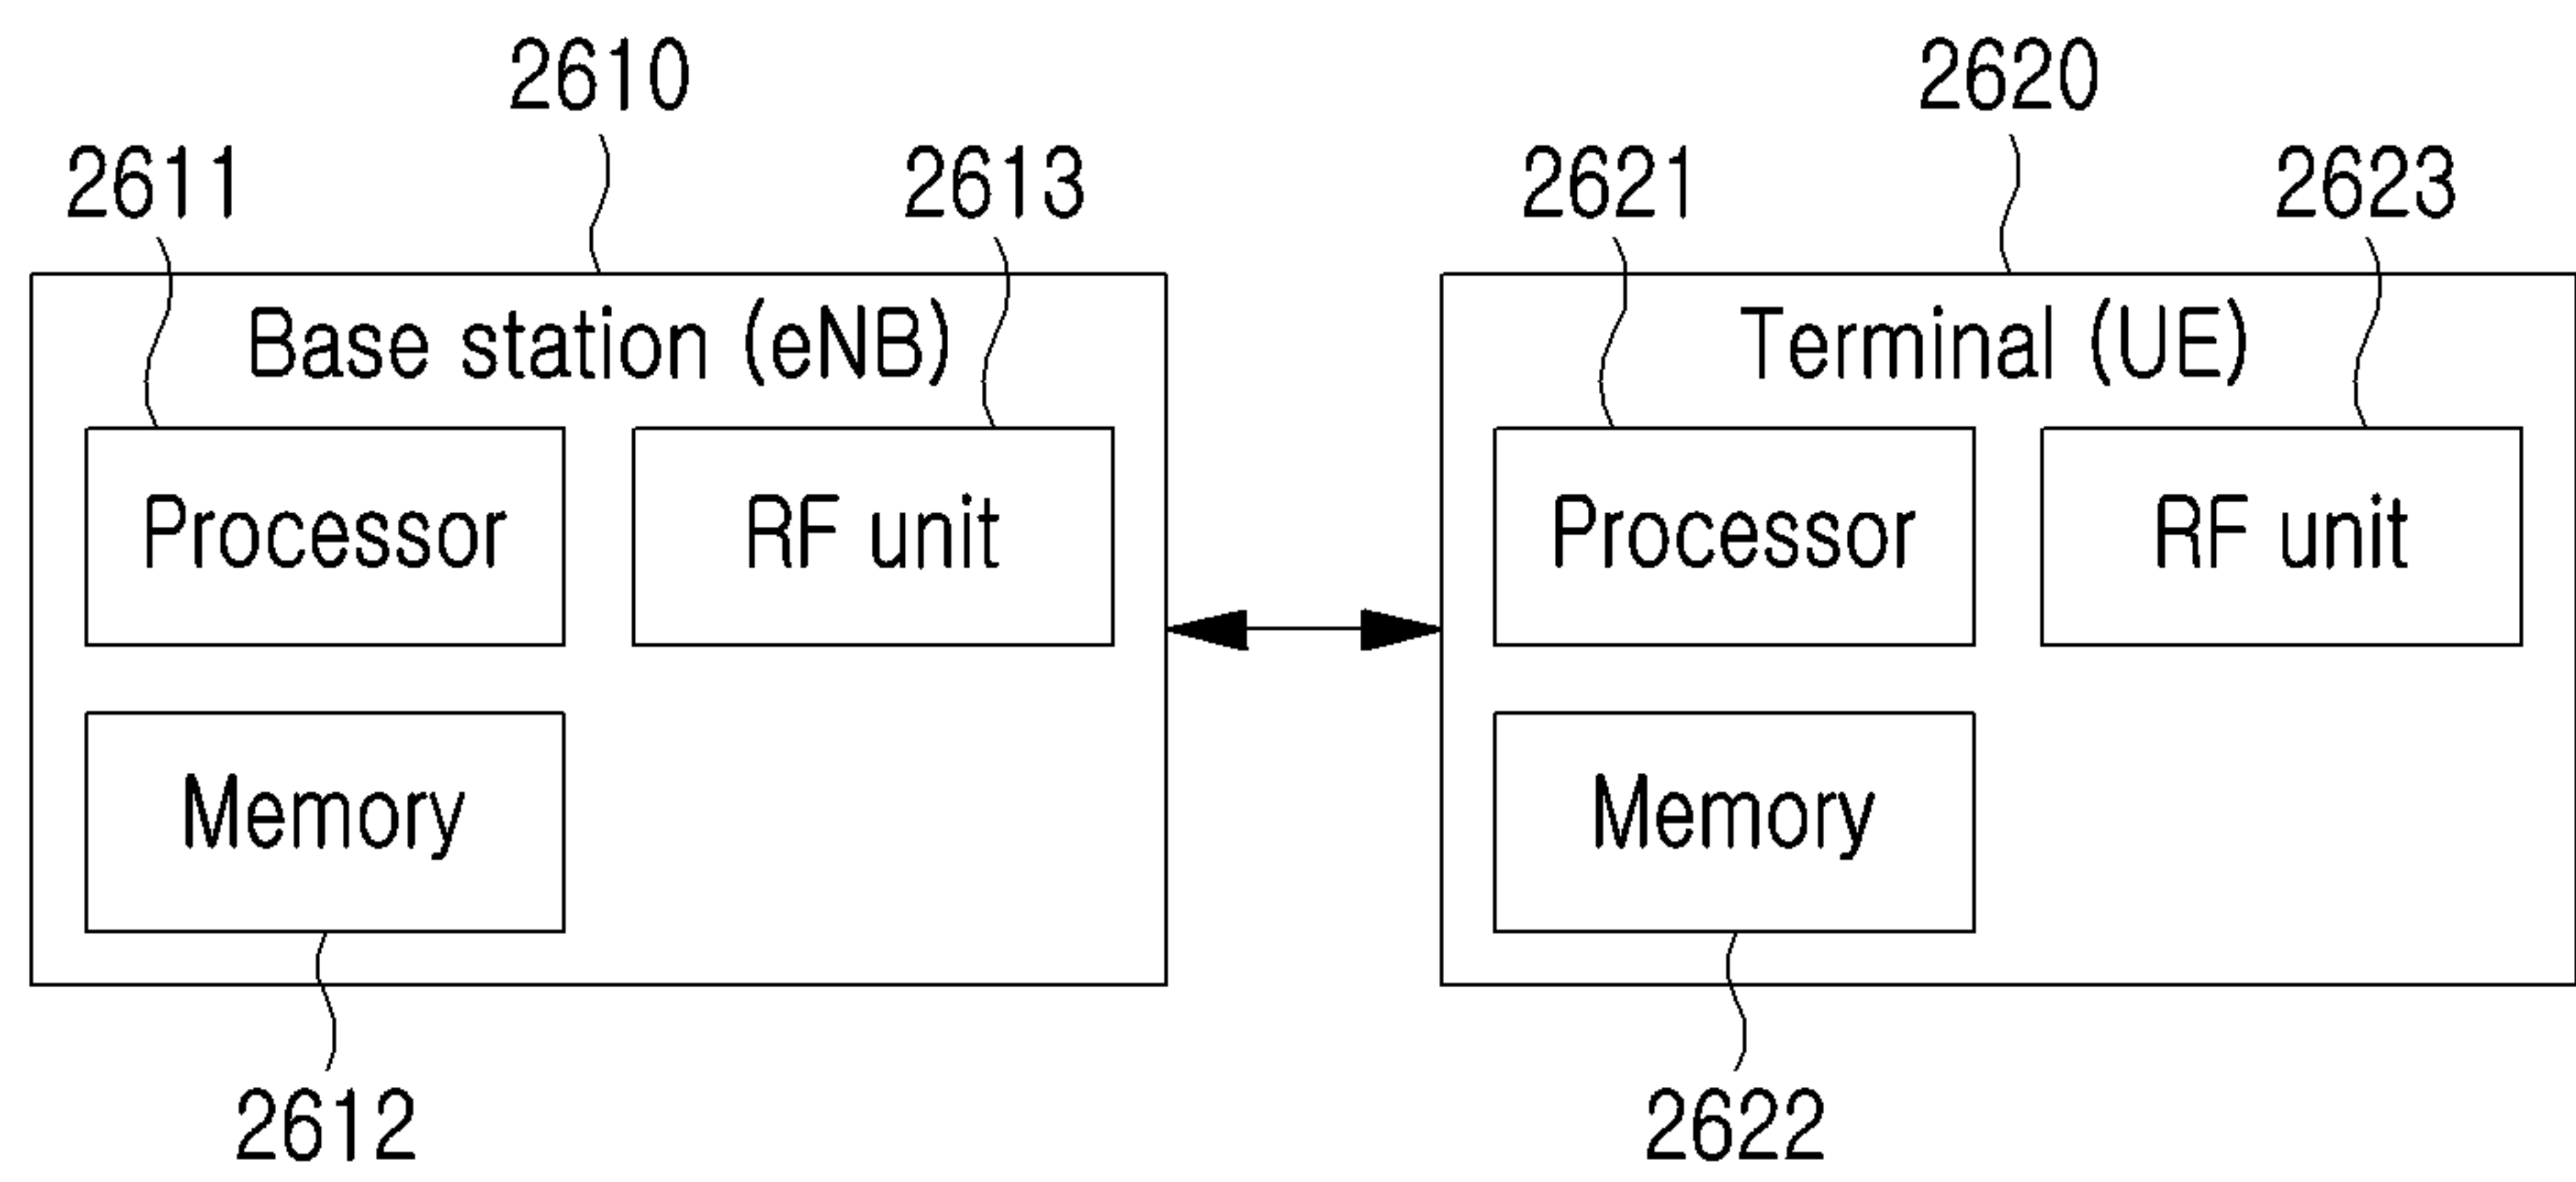 2610
2620
2611
2613
2621
2623
Base station (eNB)
Terminal (UE)
Processor
RF unit
Processor
RF unit
Memory
Memory
2612
2622